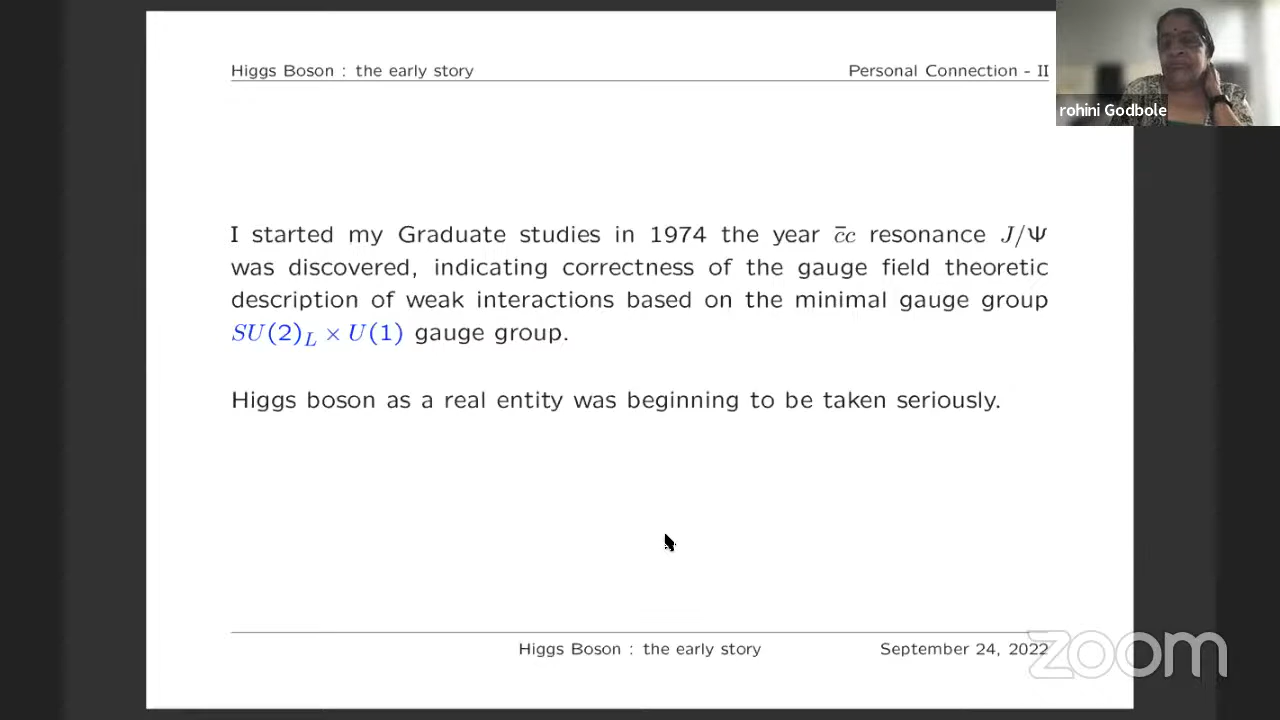 Higgs Boson : the early story Personal Connection - II
rohini Godbole
I started my Graduate studies in 1974 the year c̄c resonance J/Ψ
was discovered, indicating correctness of the gauge field theoretic
description of weak interactions based on the minimal gauge group
SU(2)_L × U(1) gauge group.
Higgs boson as a real entity was beginning to be taken seriously.
Higgs Boson : the early story September 24, 2022
zoom